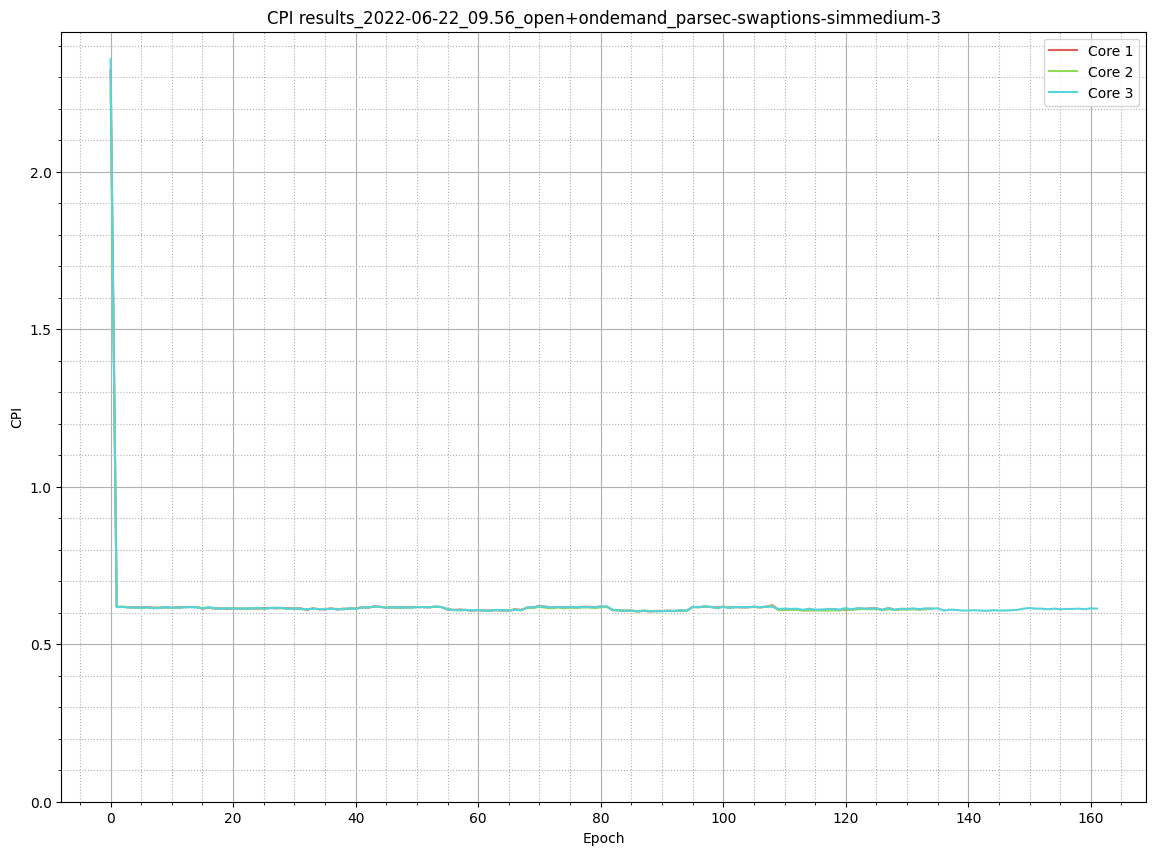 CPI results_2022-06-22_09.56_open+ondemand_parsec-swaptions-simmedium-3
Core 1
Core 2
Core 3
2.0
1.5
1.0
0.5
0.0
CPI
0 20 40 60 80 100 120 140 160
Epoch